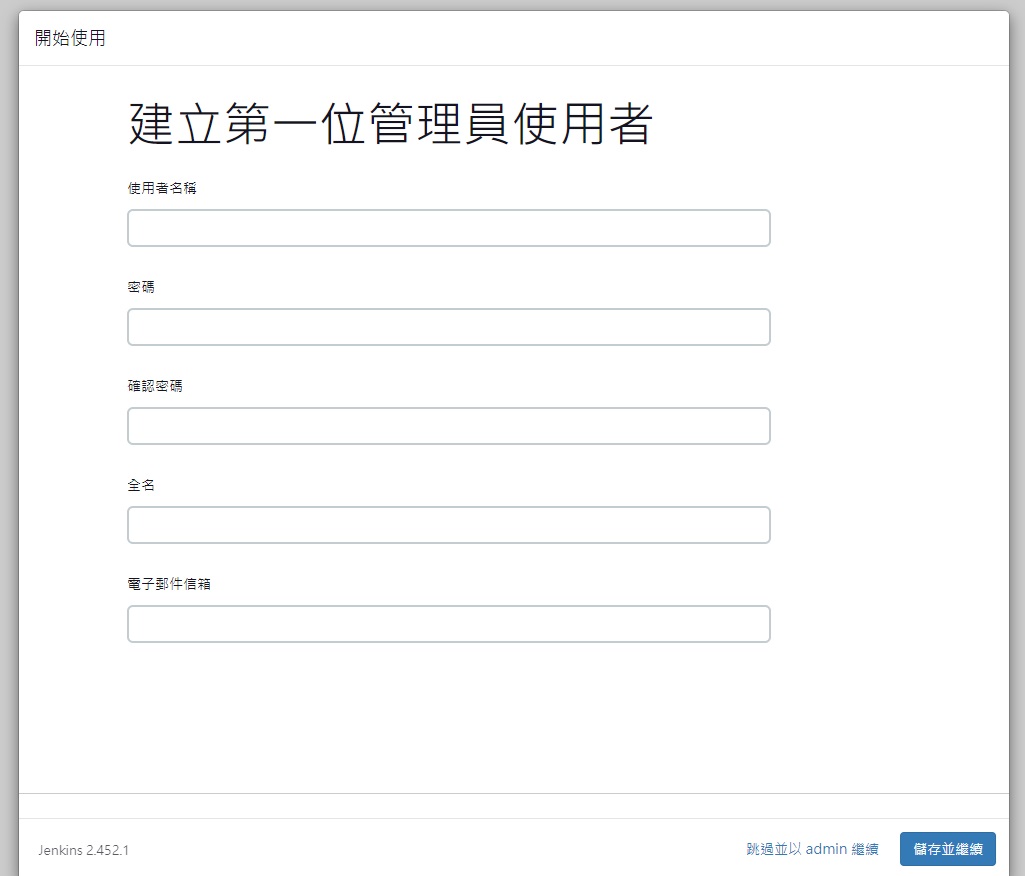 開始使用
建立第一位管理員使用者
使用者名稱
密碼
確認密碼
全名
電子郵件信箱
Jenkins 2.452.1
跳過並以 admin 繼續
儲存並繼續